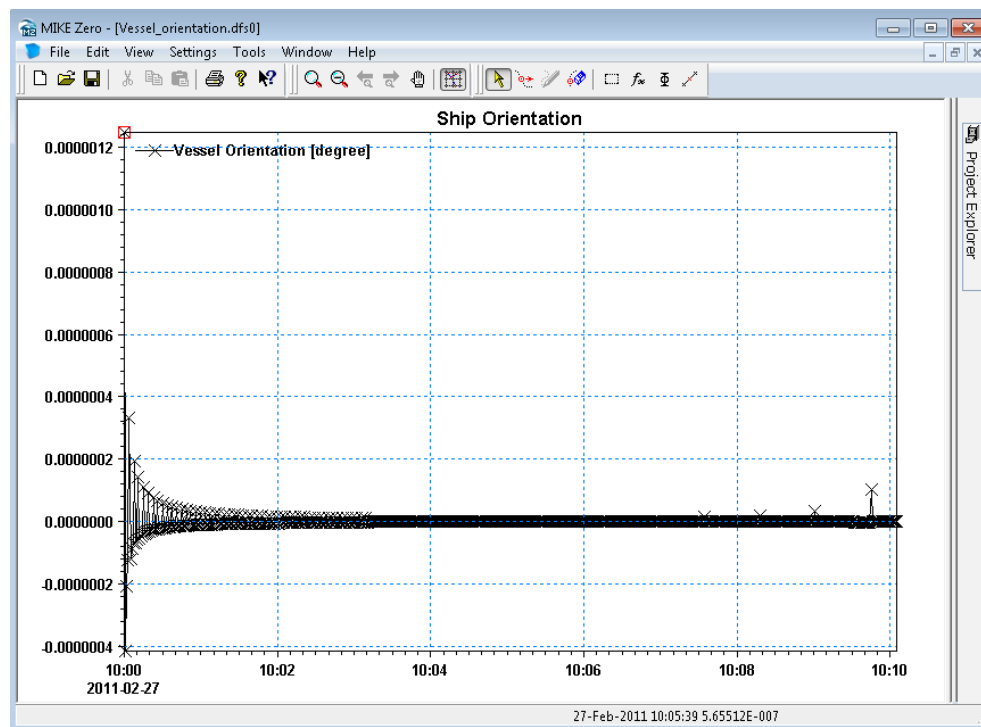 MIKE Zero - [Vessel_orientation.dfs0]
File Edit View Settings Tools Window Help
Ship Orientation
Vessel Orientation [degree]
0.0000012
0.0000010
0.0000008
0.0000006
0.0000004
0.0000002
0.0000000
-0.0000002
-0.0000004
10:00 10:02 10:04 10:06 10:08 10:10
2011-02-27
Project Explorer
27-Feb-2011 10:05:39 5.65512E-007